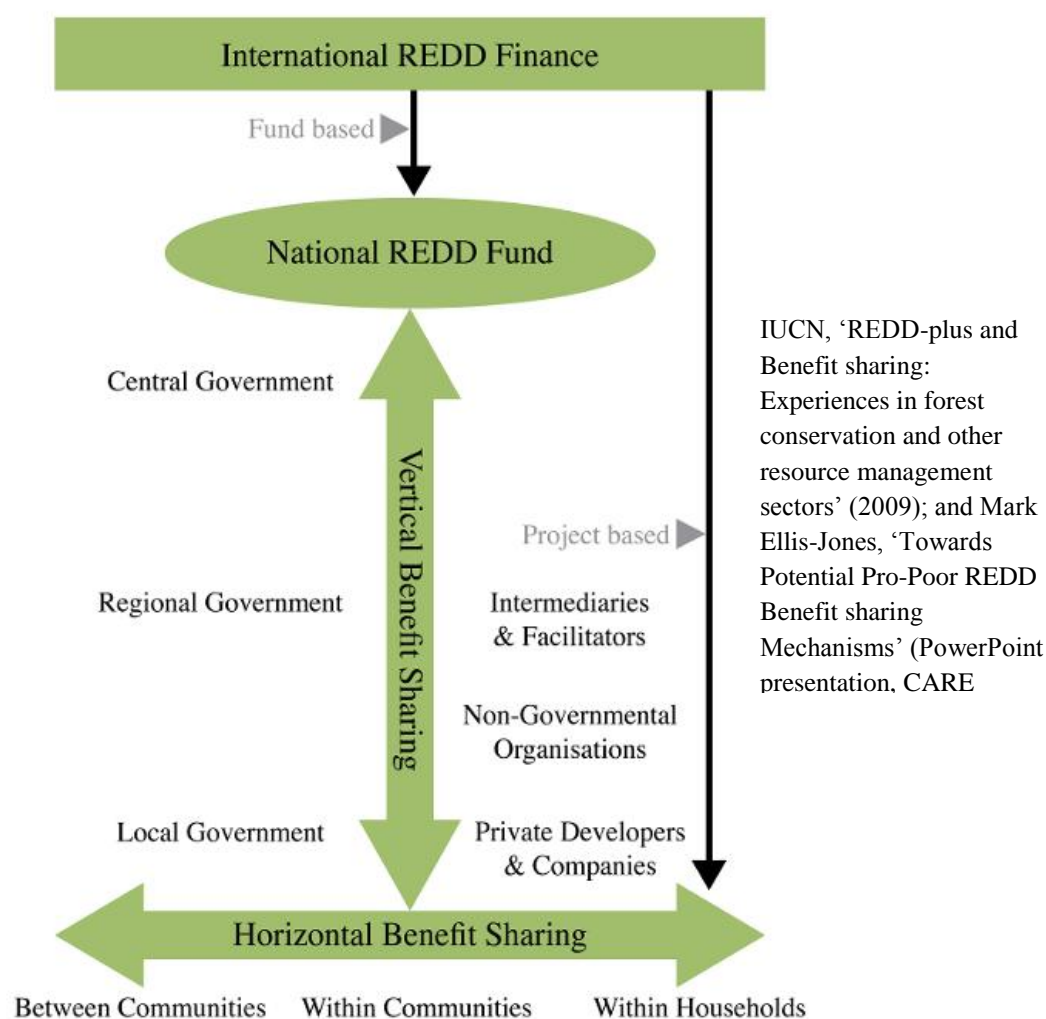 International REDD Finance
Fund based
National REDD Fund
Central Government
Vertical Benefit Sharing
Regional Government
Local Government
Project based
Intermediaries
& Facilitators
Non-Governmental
Organisations
Private Developers
& Companies
Horizontal Benefit Sharing
Between Communities
Within Communities
Within Households
IUCN, ‘REDD-plus and
Benefit sharing:
Experiences in forest
conservation and other
resource management
sectors’ (2009); and Mark
Ellis-Jones, ‘Towards
Potential Pro-Poor REDD
Benefit sharing
Mechanisms’ (PowerPoint
presentation, CARE